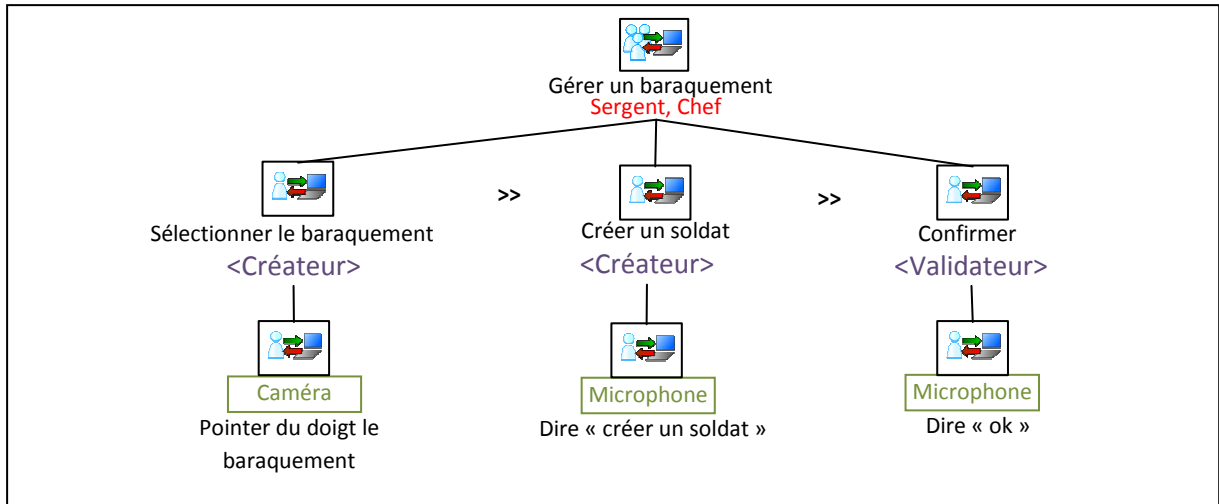 Gérer un baraquement
Sergent, Chef
>>
>>
Sélectionner le baraquement
Créer un soldat
Confirmer
<Créateur>
<Créateur>
<Validateur>
Caméra
Microphone
Microphone
Pointer du doigt le
baraquement
Dire « créer un soldat »
Dire « ok »